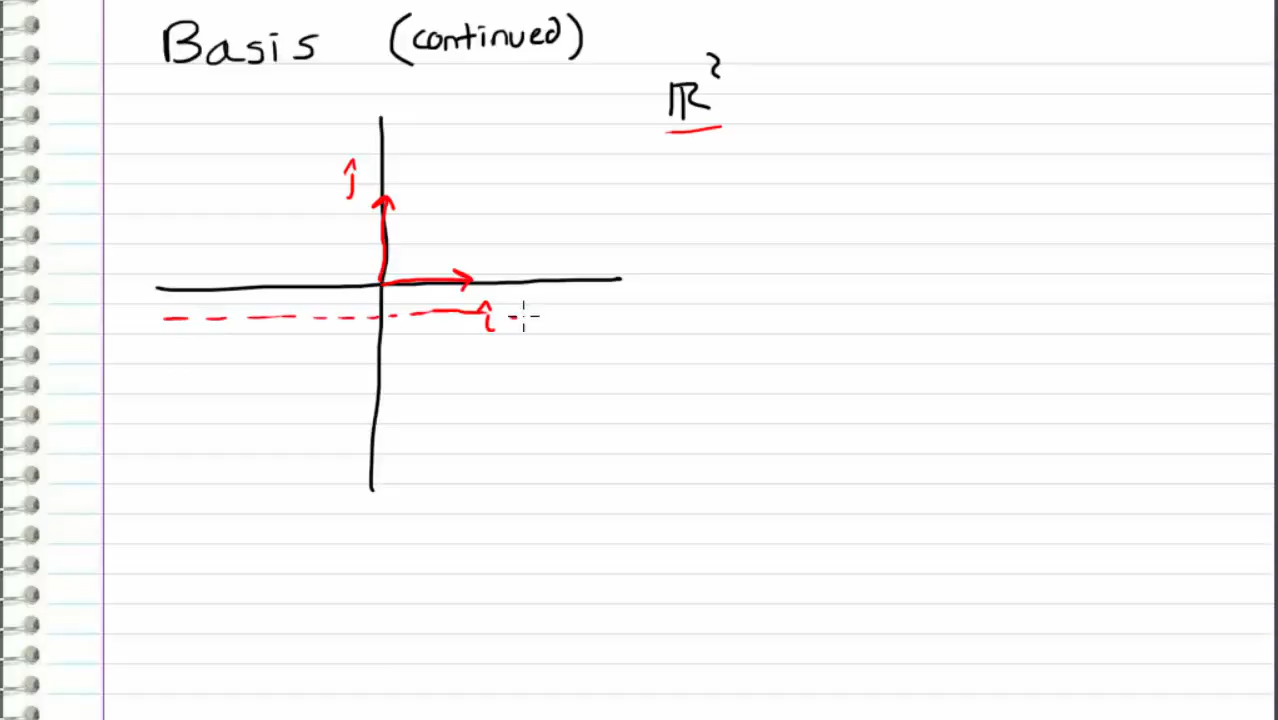 Basis (continued)
ℝ²
ĵ
î